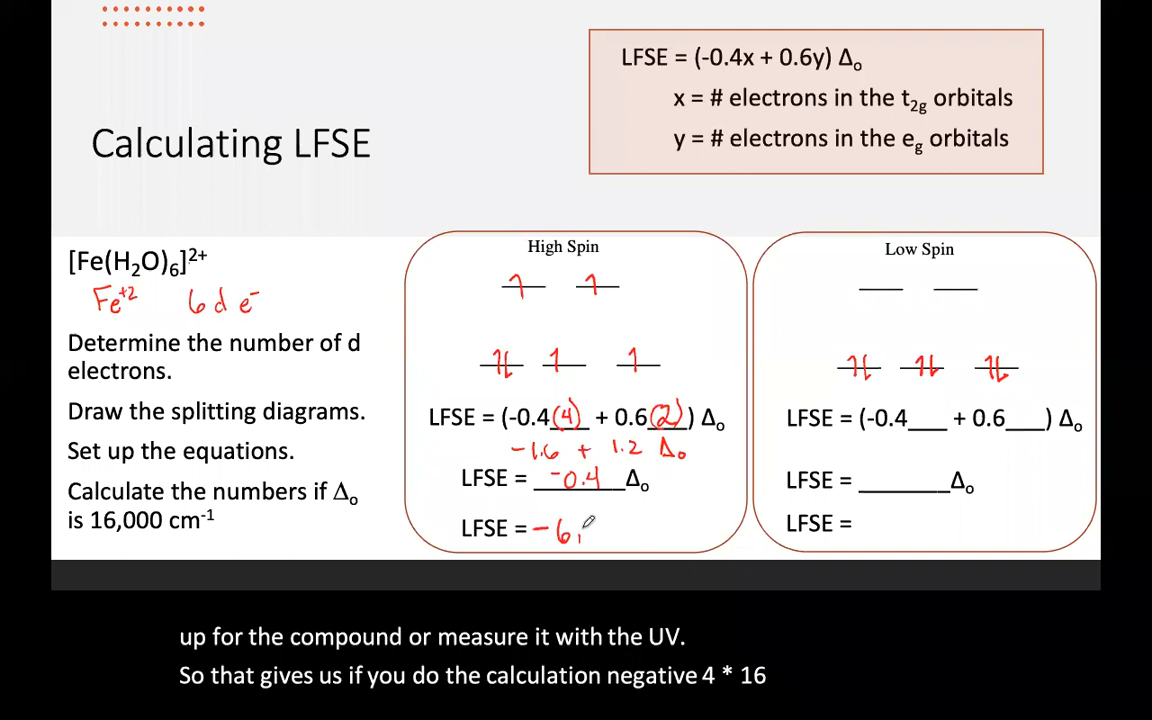 LFSE = (-0.4x + 0.6y) Δₒ
x = # electrons in the t₂g orbitals
y = # electrons in the eg orbitals
Calculating LFSE
[Fe(H₂O)₆]²⁺
Fe⁺² 6 d e⁻
Determine the number of d
electrons.
Draw the splitting diagrams.
Set up the equations.
Calculate the numbers if Δₒ
is 16,000 cm⁻¹
High Spin
LFSE = (-0.4(4) + 0.6(2)) Δₒ
-1.6 + 1.2 Δₒ
LFSE = -0.4 Δₒ
LFSE = -6,
Low Spin
LFSE = (-0.4___ + 0.6___) Δₒ
LFSE = ________Δₒ
LFSE =
up for the compound or measure it with the UV.
So that gives us if you do the calculation negative 4 * 16